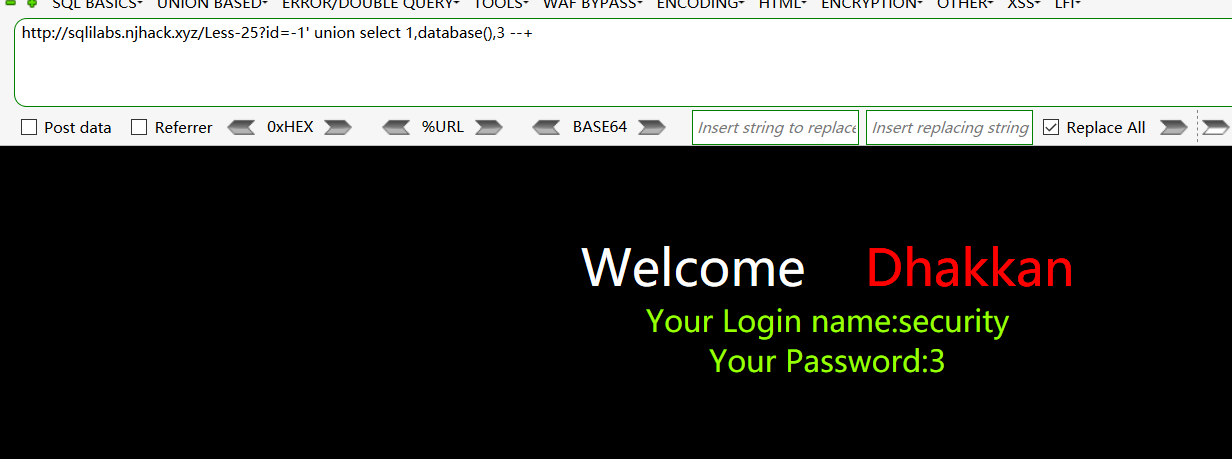 SQL BASICS UNION BASED ERROR/DOUBLE QUERY TOOLS WAF BYPASS ENCODING HTML ENCRYPTION OTHER XSS LFI
http://sqlilabs.njhack.xyz/Less-25?id=-1' union select 1,database(),3 --+
Post data Referrer 0xHEX %URL BASE64 Insert string to replace Insert replacing string Replace All
Welcome Dhakkan
Your Login name:security
Your Password:3